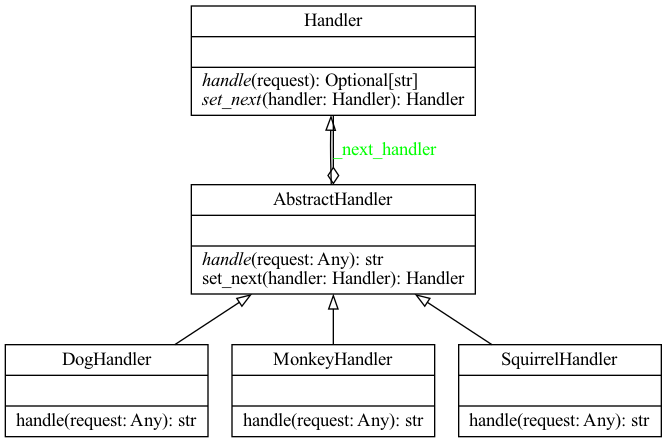 Handler
handle(request): Optional[str]
set_next(handler: Handler): Handler
_next_handler
AbstractHandler
handle(request: Any): str
set_next(handler: Handler): Handler
DogHandler
handle(request: Any): str
MonkeyHandler
handle(request: Any): str
SquirrelHandler
handle(request: Any): str